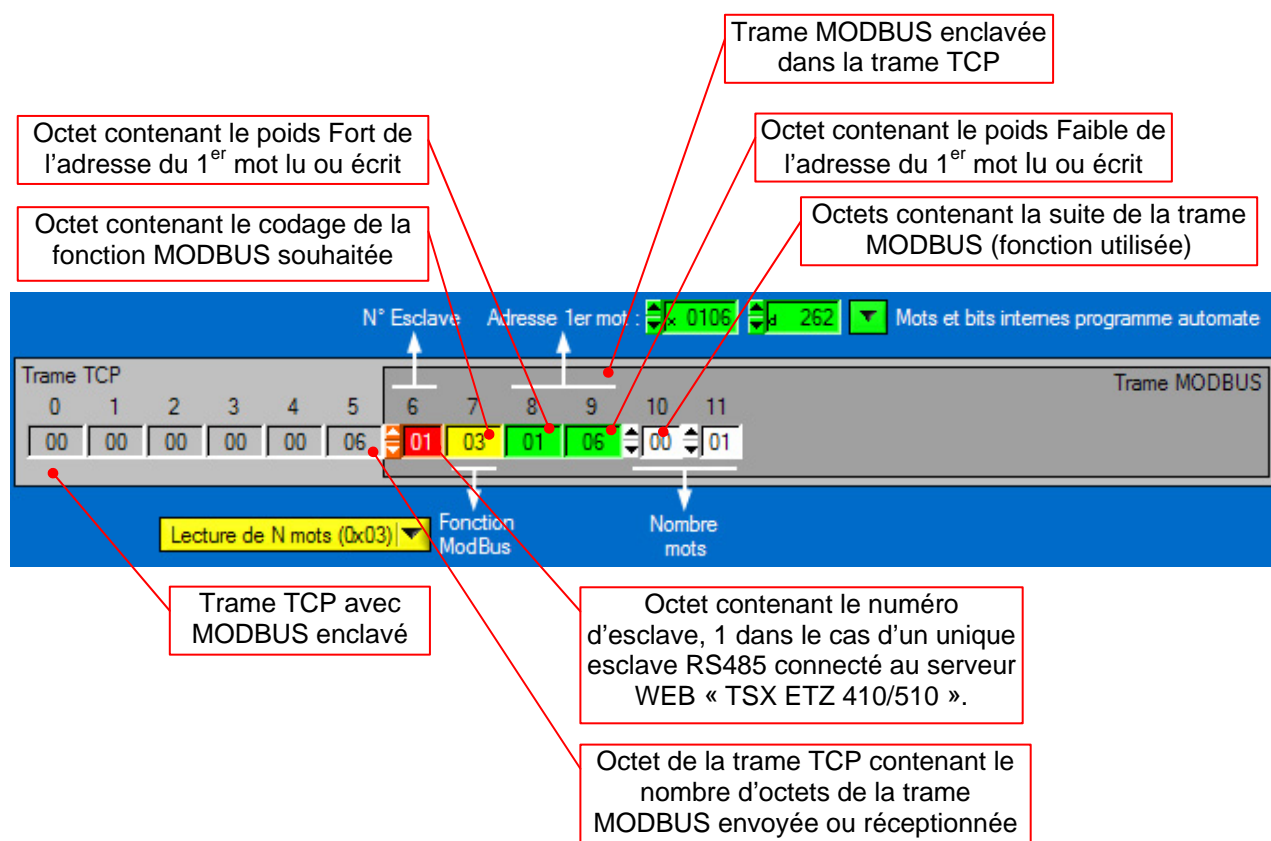 Trame MODBUS enclavée
dans la trame TCP
Octet contenant le poids Fort de
l'adresse du 1er mot lu ou écrit
Octet contenant le poids Faible de
l'adresse du 1er mot lu ou écrit
Octet contenant le codage de la
fonction MODBUS souhaitée
Octets contenant la suite de la trame
MODBUS (fonction utilisée)
N° Esclave Adresse 1er mot : x 0106 d 262 Mots et bits internes programme automate
Trame TCP Trame MODBUS
0 1 2 3 4 5 6 7 8 9 10 11
00 00 00 00 00 06 01 03 01 06 00 01
Lecture de N mots (0x03)
Fonction
ModBus
Nombre
mots
Trame TCP avec
MODBUS enclavé
Octet contenant le numéro
d'esclave, 1 dans le cas d'un unique
esclave RS485 connecté au serveur
WEB « TSX ETZ 410/510 ».
Octet de la trame TCP contenant le
nombre d'octets de la trame
MODBUS envoyée ou réceptionnée